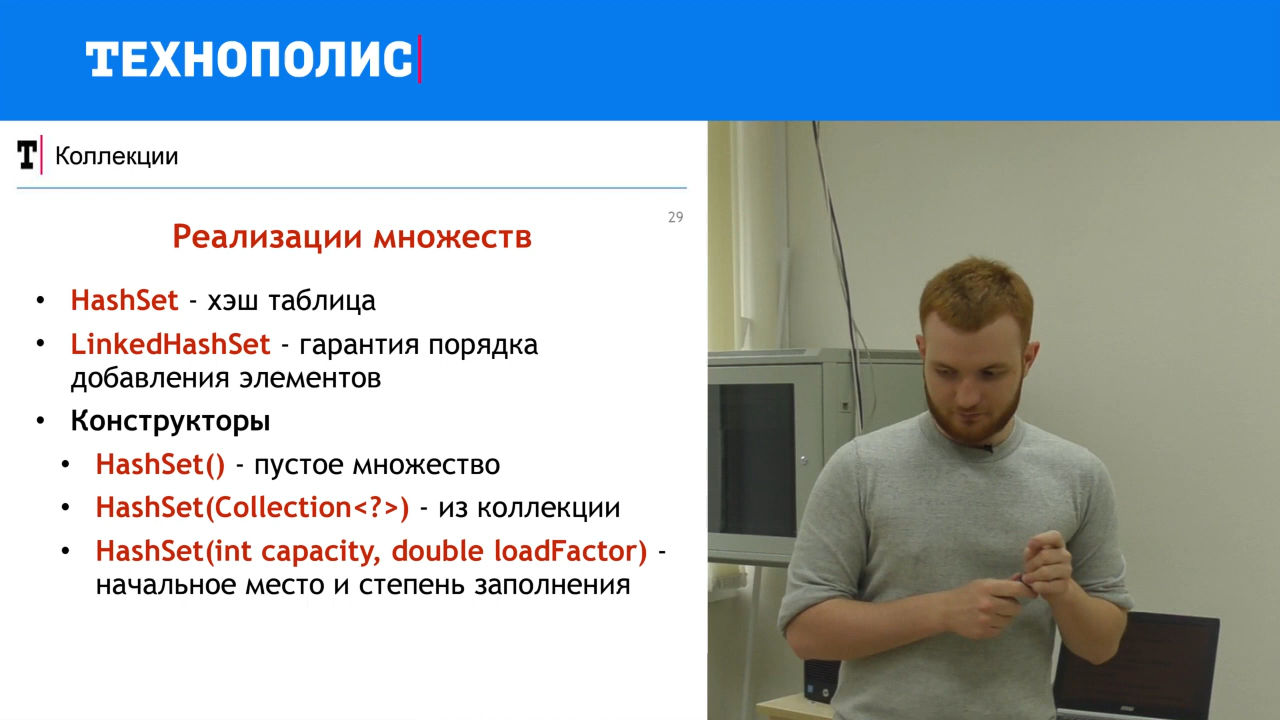 ТЕХНОПОЛИС
Т Коллекции
29
Реализации множеств
• HashSet - хэш таблица
• LinkedHashSet - гарантия порядка
добавления элементов
• Конструкторы
• HashSet() - пустое множество
• HashSet(Collection<?>) - из коллекции
• HashSet(int capacity, double loadFactor) -
начальное место и степень заполнения